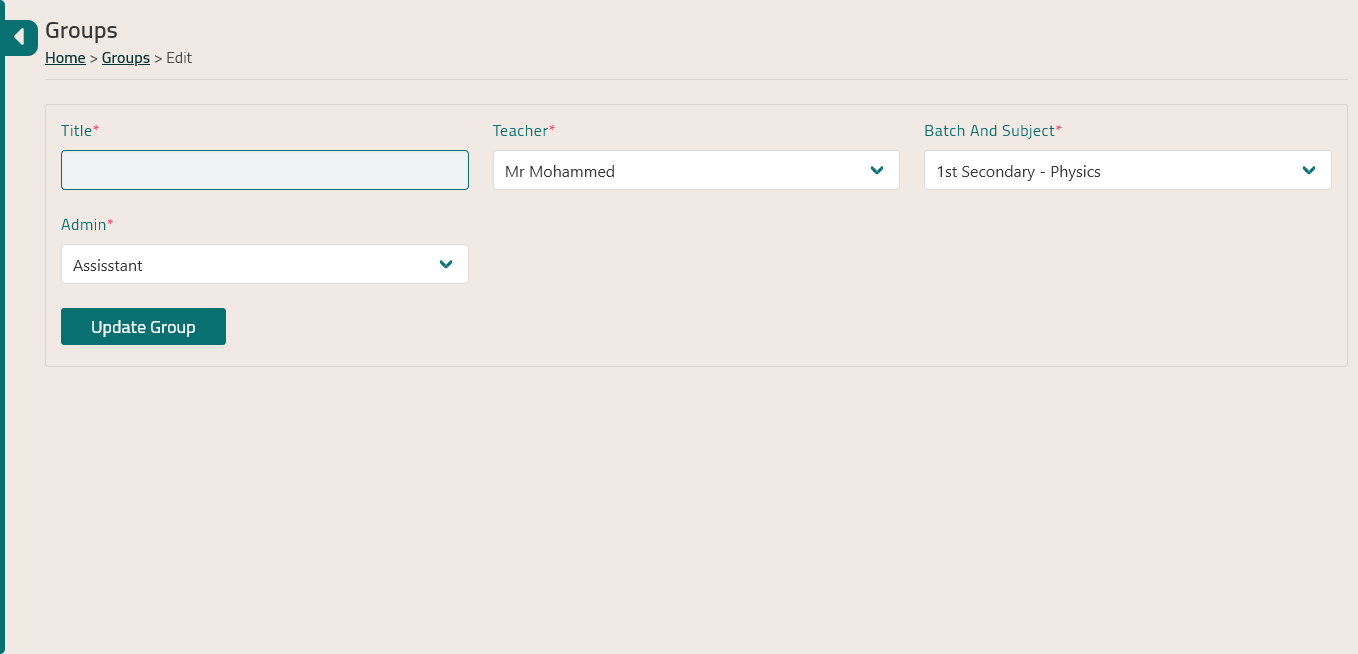 Groups
Home > Groups > Edit
Title* Teacher* Batch And Subject*
Mr Mohammed 1st Secondary - Physics
Admin*
Assisstant
Update Group